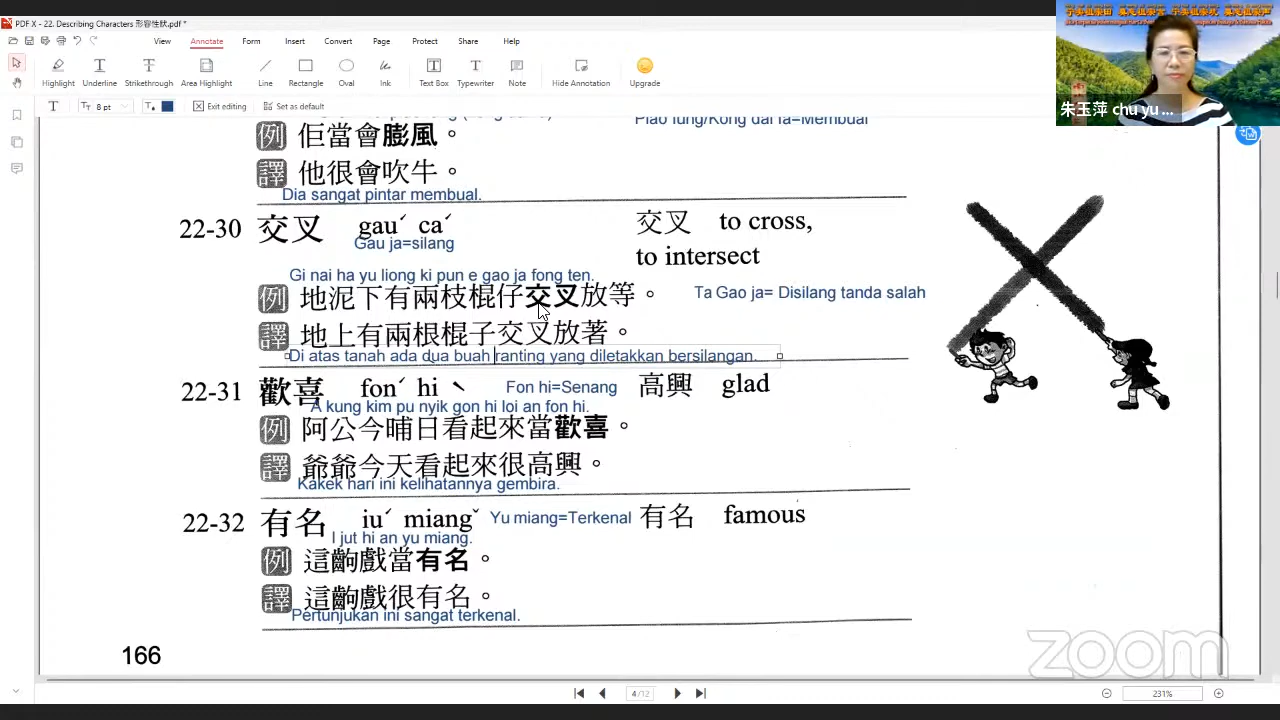 PDF X - 22. Describing Characters 形容性狀.pdf *
View Annotate Form Insert Convert Page Protect Share Help
Highlight Underline Strikethrough Area Highlight Line Rectangle Oval Ink Text Box Typewriter Note Hide Annotation Upgrade
8 pt Exit editing Set as default
朱玉萍 chu yu ...
Piao fung/Kong dai fa=Membual
例 佢當會膨風。
譯 他很會吹牛。
Dia sangat pintar membual.
22-30 交叉 gauˊ caˊ 交叉 to cross,
to intersect
Gau ja=silang
Gi nai ha yu liong ki pun e gao ja fong ten.
例 地泥下有兩枝棍仔交叉放等。 Ta Gao ja= Disilang tanda salah
譯 地上有兩根棍子交叉放著。
Di atas tanah ada dua buah ranting yang diletakkan bersilangan.
22-31 歡喜 fonˊ hiˋ Fon hi=Senang 高興 glad
A kung kim pu nyik gon hi loi an fon hi.
例 阿公今晡日看起來當歡喜。
譯 爺爺今天看起來很高興。
Kakek hari ini kelihatannya gembira.
22-32 有名 iuˊ miangˇ Yu miang=Terkenal 有名 famous
I jut hi an yu miang.
例 這齣戲當有名。
譯 這齣戲很有名。
Pertunjukan ini sangat terkenal.
166
zoom
4/12
231%